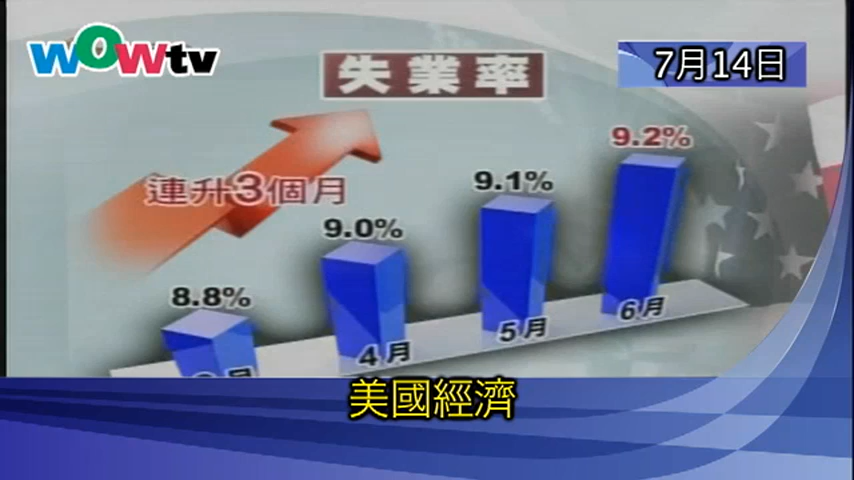 WOWtv
失業率
7月14日
連升3個月
8.8%
9.0%
9.1%
9.2%
4月
5月
6月
美國經濟